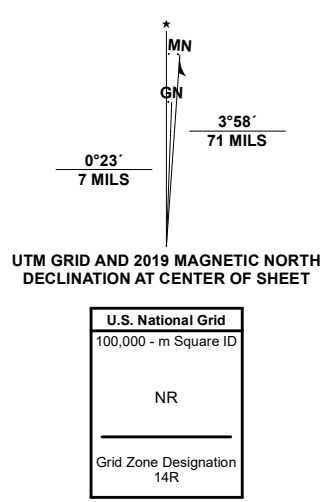 ★
MN
GN
3°58´
71 MILS
0°23´
7 MILS
UTM GRID AND 2019 MAGNETIC NORTH
DECLINATION AT CENTER OF SHEET
U.S. National Grid
100,000 - m Square ID
NR
Grid Zone Designation
14R